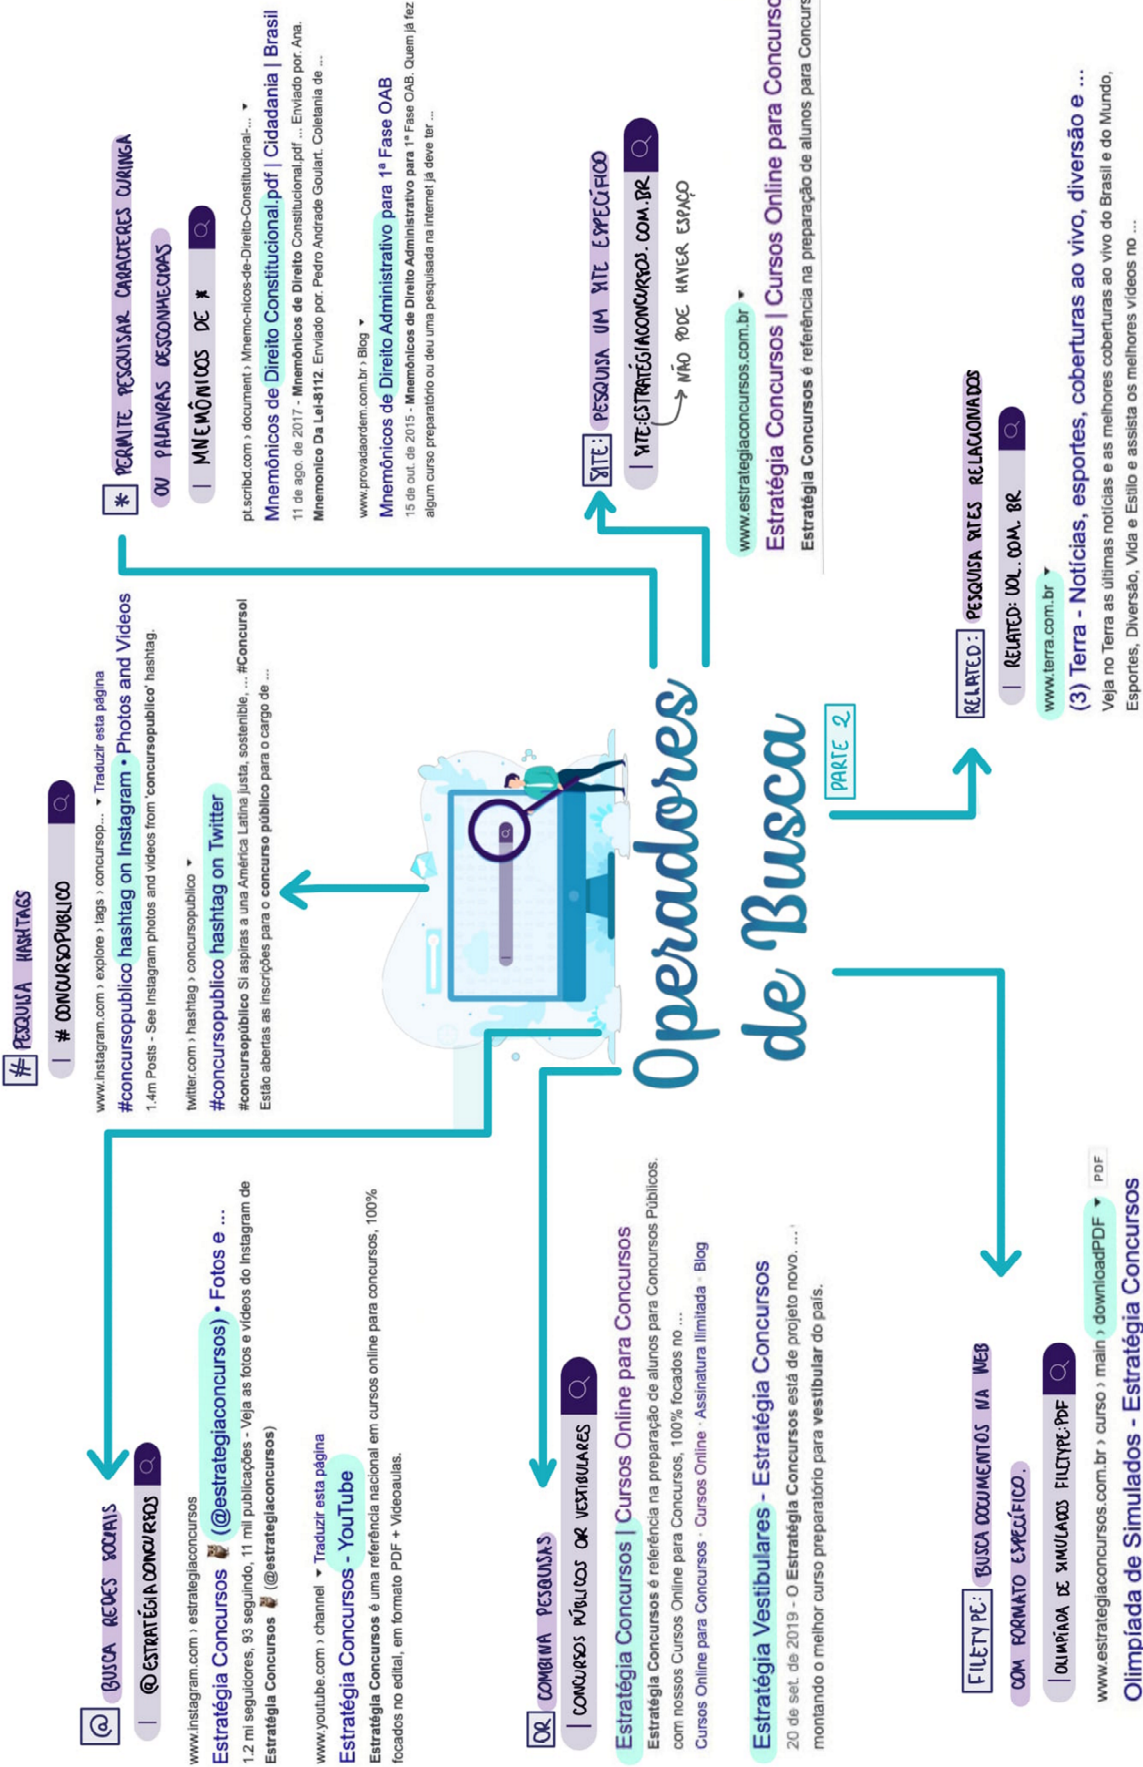 @ BUSCA REDES SOCIAIS
@ESTRATÉGIACONCURSOS
www.instagram.com › estrategiaconcursos
Estratégia Concursos (@estrategiaconcursos) • Fotos e ...
1.2 mi seguidores, 93 seguindo, 11 mil publicações - Veja as fotos e vídeos do Instagram de
Estratégia Concursos (@estrategiaconcursos)
www.youtube.com › channel ▾ Traduzir esta página
Estratégia Concursos - YouTube
Estratégia Concursos é uma referência nacional em cursos online para concursos, 100%
focados no edital, em formato PDF + Videoaulas.
# PESQUISA HASHTAGS
# CONCURSOPUBLICO
www.instagram.com › explore › tags › concursop... ▾ Traduzir esta página
#concursopublico hashtag on Instagram • Photos and Videos
1.4m Posts - See Instagram photos and videos from 'concursopublico' hashtag.
twitter.com › hashtag › concursopublico ▾
#concursopublico hashtag on Twitter
#concursopúblico Si aspiras a una América Latina justa, sostenible, ... #Concursol
Estão abertas as inscrições para o concurso público para o cargo de ...
* PERMITE PESQUISAR CARACTERES CURINGA
OU PALAVRAS DESCONHECIDAS
MNEMÔNICOS DE *
pt.scribd.com › document › Mnemo-nicos-de-Direito-Constitucional-... ▾
Mnemônicos de Direito Constitucional.pdf | Cidadania | Brasil
11 de ago. de 2017 - Mnemônicos de Direito Constitucional.pdf ... Enviado por. Ana.
Mnemonico Da Lei-8112. Enviado por. Pedro Andrade Goulart. Coletania de ...
www.provadaordem.com.br › Blog ▾
Mnemônicos de Direito Administrativo para 1ª Fase OAB
15 de out. de 2015 - Mnemônicos de Direito Administrativo para 1ª Fase OAB. Quem já fez
algum curso preparatório ou deu uma pesquisada na internet já deve ter ...
OR COMBINA PESQUISAS
CONCURSOS PÚBLICOS OR VESTIBULARES
Estratégia Concursos | Cursos Online para Concursos
Estratégia Concursos é referência na preparação de alunos para Concursos Públicos.
com nossos Cursos Online para Concursos, 100% focados no ...
Cursos Online para Concursos · Cursos Online · Assinatura Ilimitada · Blog
Estratégia Vestibulares - Estratégia Concursos
20 de set. de 2019 - O Estratégia Concursos está de projeto novo. ...
montando o melhor curso preparatório para vestibular do país.
Operadores
de Busca
PARTE 2
SITE: PESQUISA UM SITE ESPECÍFICO
SITE:ESTRATÉGIACONCURSOS.COM.BR
NÃO PODE HAVER ESPAÇO
www.estrategiaconcursos.com.br ▾
Estratégia Concursos | Cursos Online para Concurso
Estratégia Concursos é referência na preparação de alunos para Concurs
FILETYPE: BUSCA DOCUMENTOS NA WEB
COM FORMATO ESPECÍFICO.
OLIMPÍADA DE SIMULADOS FILETYPE:PDF
www.estrategiaconcursos.com.br › curso › main › downloadPDF ▾ PDF
Olimpíada de Simulados - Estratégia Concursos
RELATED: PESQUISA SITES RELACIONADOS
RELATED: UOL.COM.BR
www.terra.com.br ▾
(3) Terra - Notícias, esportes, coberturas ao vivo, diversão e ...
Veja no Terra as últimas notícias e as melhores coberturas ao vivo do Brasil e do Mundo,
Esportes, Diversão, Vida e Estilo e assista os melhores vídeos no ...